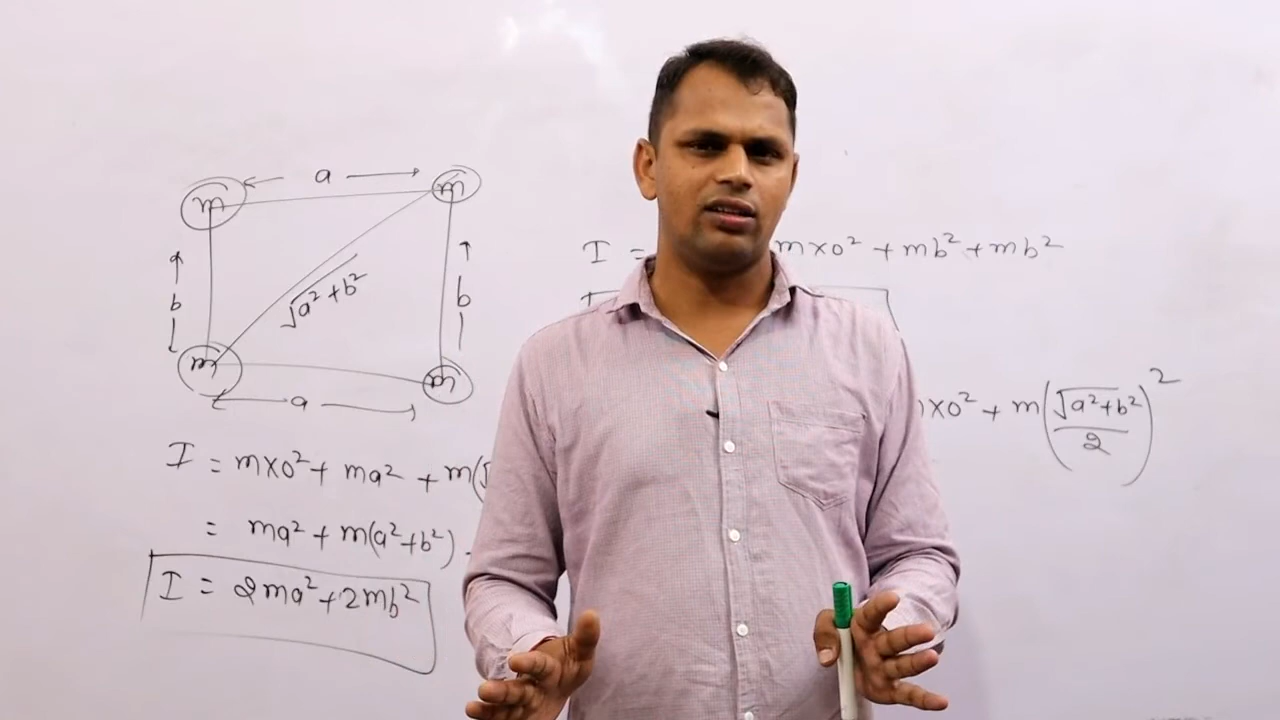 a
m m
b b
√a²+b²
m m
a
I = m×0² + ma² + m(√
= ma² + m(a²+b²)
I = 2ma²+2mb²
I = m×0² + mb² + mb²
×0² + m(√a²+b²/2)²